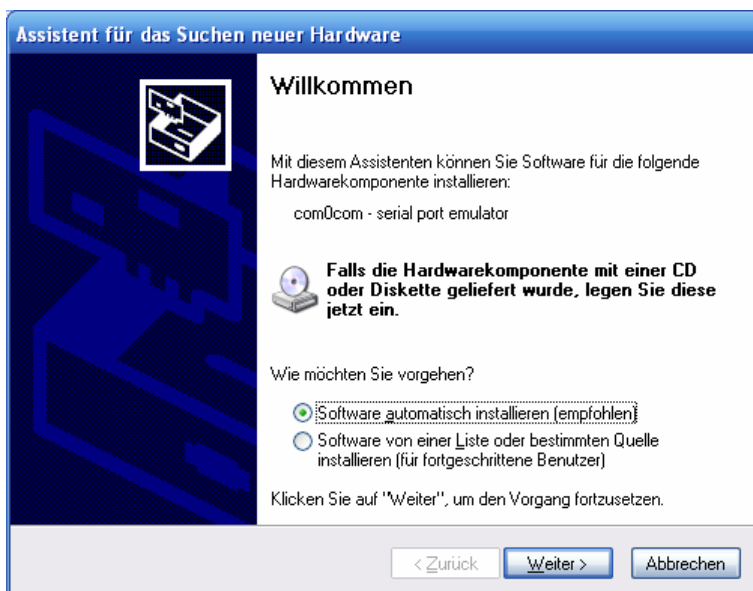 Assistent für das Suchen neuer Hardware
Willkommen
Mit diesem Assistenten können Sie Software für die folgende
Hardwarekomponente installieren:
com0com - serial port emulator
Falls die Hardwarekomponente mit einer CD
oder Diskette geliefert wurde, legen Sie diese
jetzt ein.
Wie möchten Sie vorgehen?
Software automatisch installieren (empfohlen)
Software von einer Liste oder bestimmten Quelle
installieren (für fortgeschrittene Benutzer)
Klicken Sie auf "Weiter", um den Vorgang fortzusetzen.
< Zurück Weiter > Abbrechen